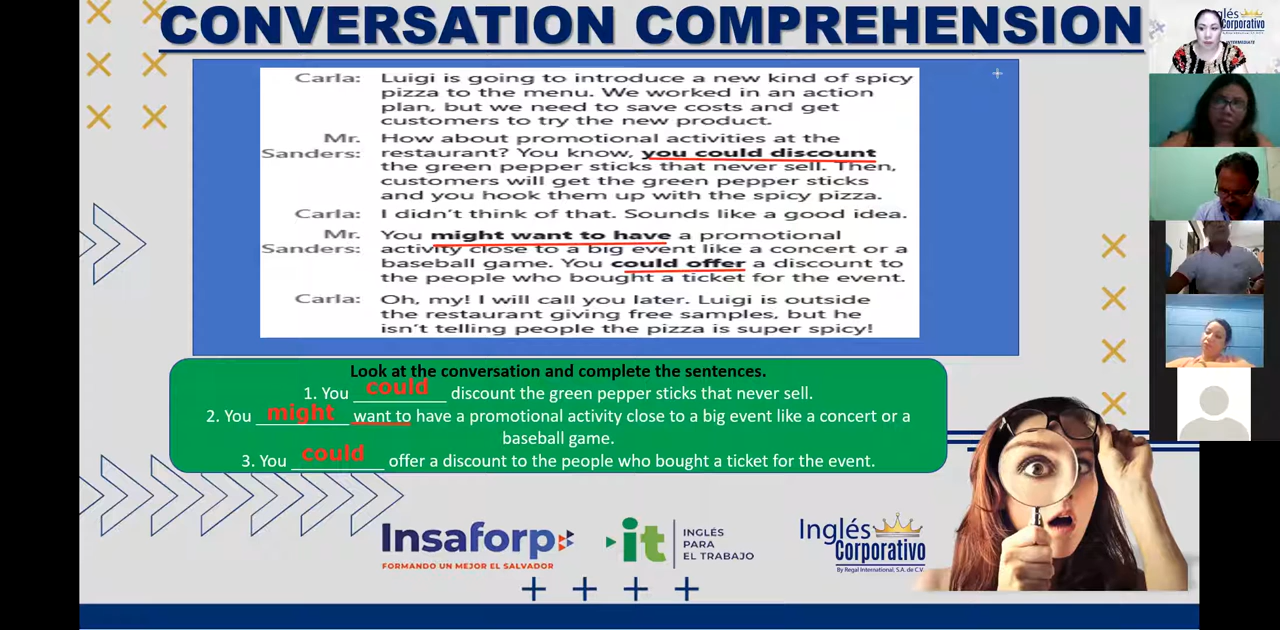 CONVERSATION COMPREHENSION
Carla: Luigi is going to introduce a new kind of spicy
pizza to the menu. We worked in an action
plan, but we need to save costs and get
customers to try the new product.
Mr. How about promotional activities at the
Sanders: restaurant? You know, you could discount
the green pepper sticks that never sell. Then,
customers will get the green pepper sticks
and you hook them up with the spicy pizza.
Carla: I didn't think of that. Sounds like a good idea.
Mr. You might want to have a promotional
Sanders: activity close to a big event like a concert or a
baseball game. You could offer a discount to
the people who bought a ticket for the event.
Carla: Oh, my! I will call you later. Luigi is outside
the restaurant giving free samples, but he
isn't telling people the pizza is super spicy!
Look at the conversation and complete the sentences.
1. You could discount the green pepper sticks that never sell.
2. You might want to have a promotional activity close to a big event like a concert or a
baseball game.
3. You could offer a discount to the people who bought a ticket for the event.
Insaforp
FORMANDO UN MEJOR EL SALVADOR
it
INGLÉS
PARA
EL TRABAJO
Inglés
Corporativo
By Regal International, S.A. de C.V.
Inglés
Corporativo
INTERMEDIATE